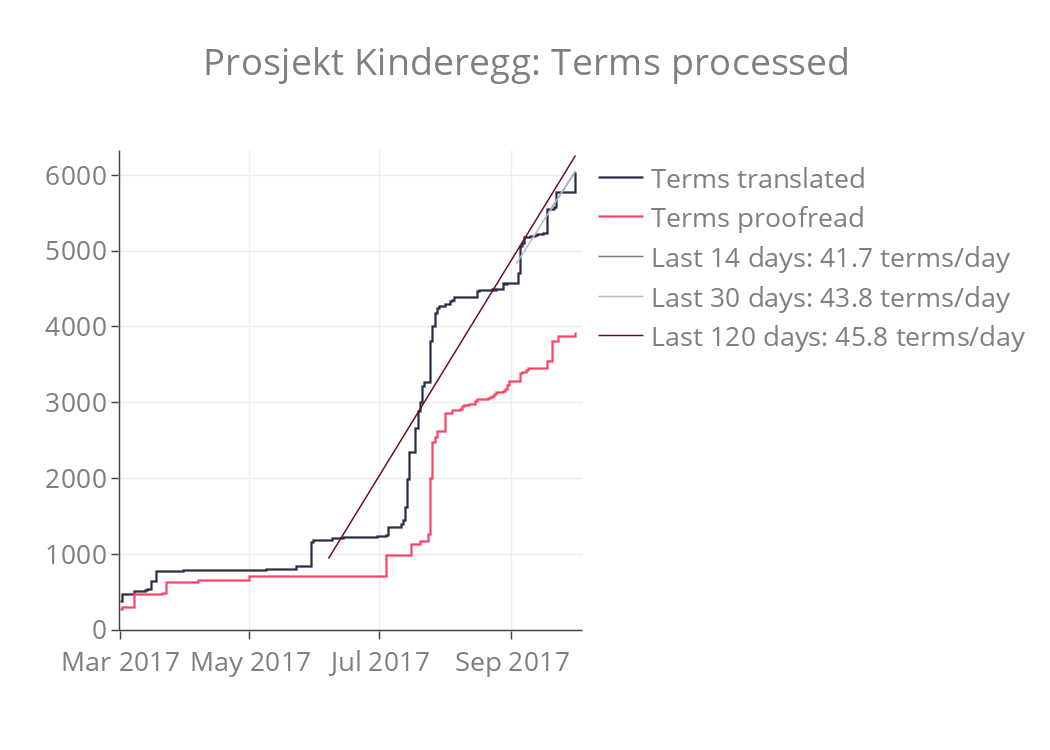 Prosjekt Kinderegg: Terms processed
6000
5000
4000
3000
2000
1000
0
Mar 2017
May 2017
Jul 2017
Sep 2017
Terms translated
Terms proofread
Last 14 days: 41.7 terms/day
Last 30 days: 43.8 terms/day
Last 120 days: 45.8 terms/day